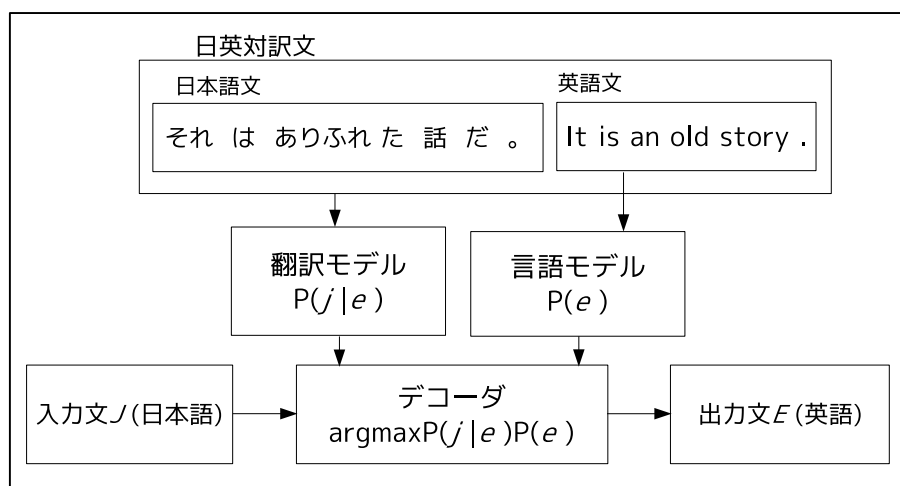 日英対訳文
日本語文
英語文
それ は ありふれ た 話 だ 。
It is an old story .
翻訳モデル
P(j|e)
言語モデル
P(e)
入力文J(日本語)
デコーダ
argmaxP(j|e)P(e)
出力文E(英語)